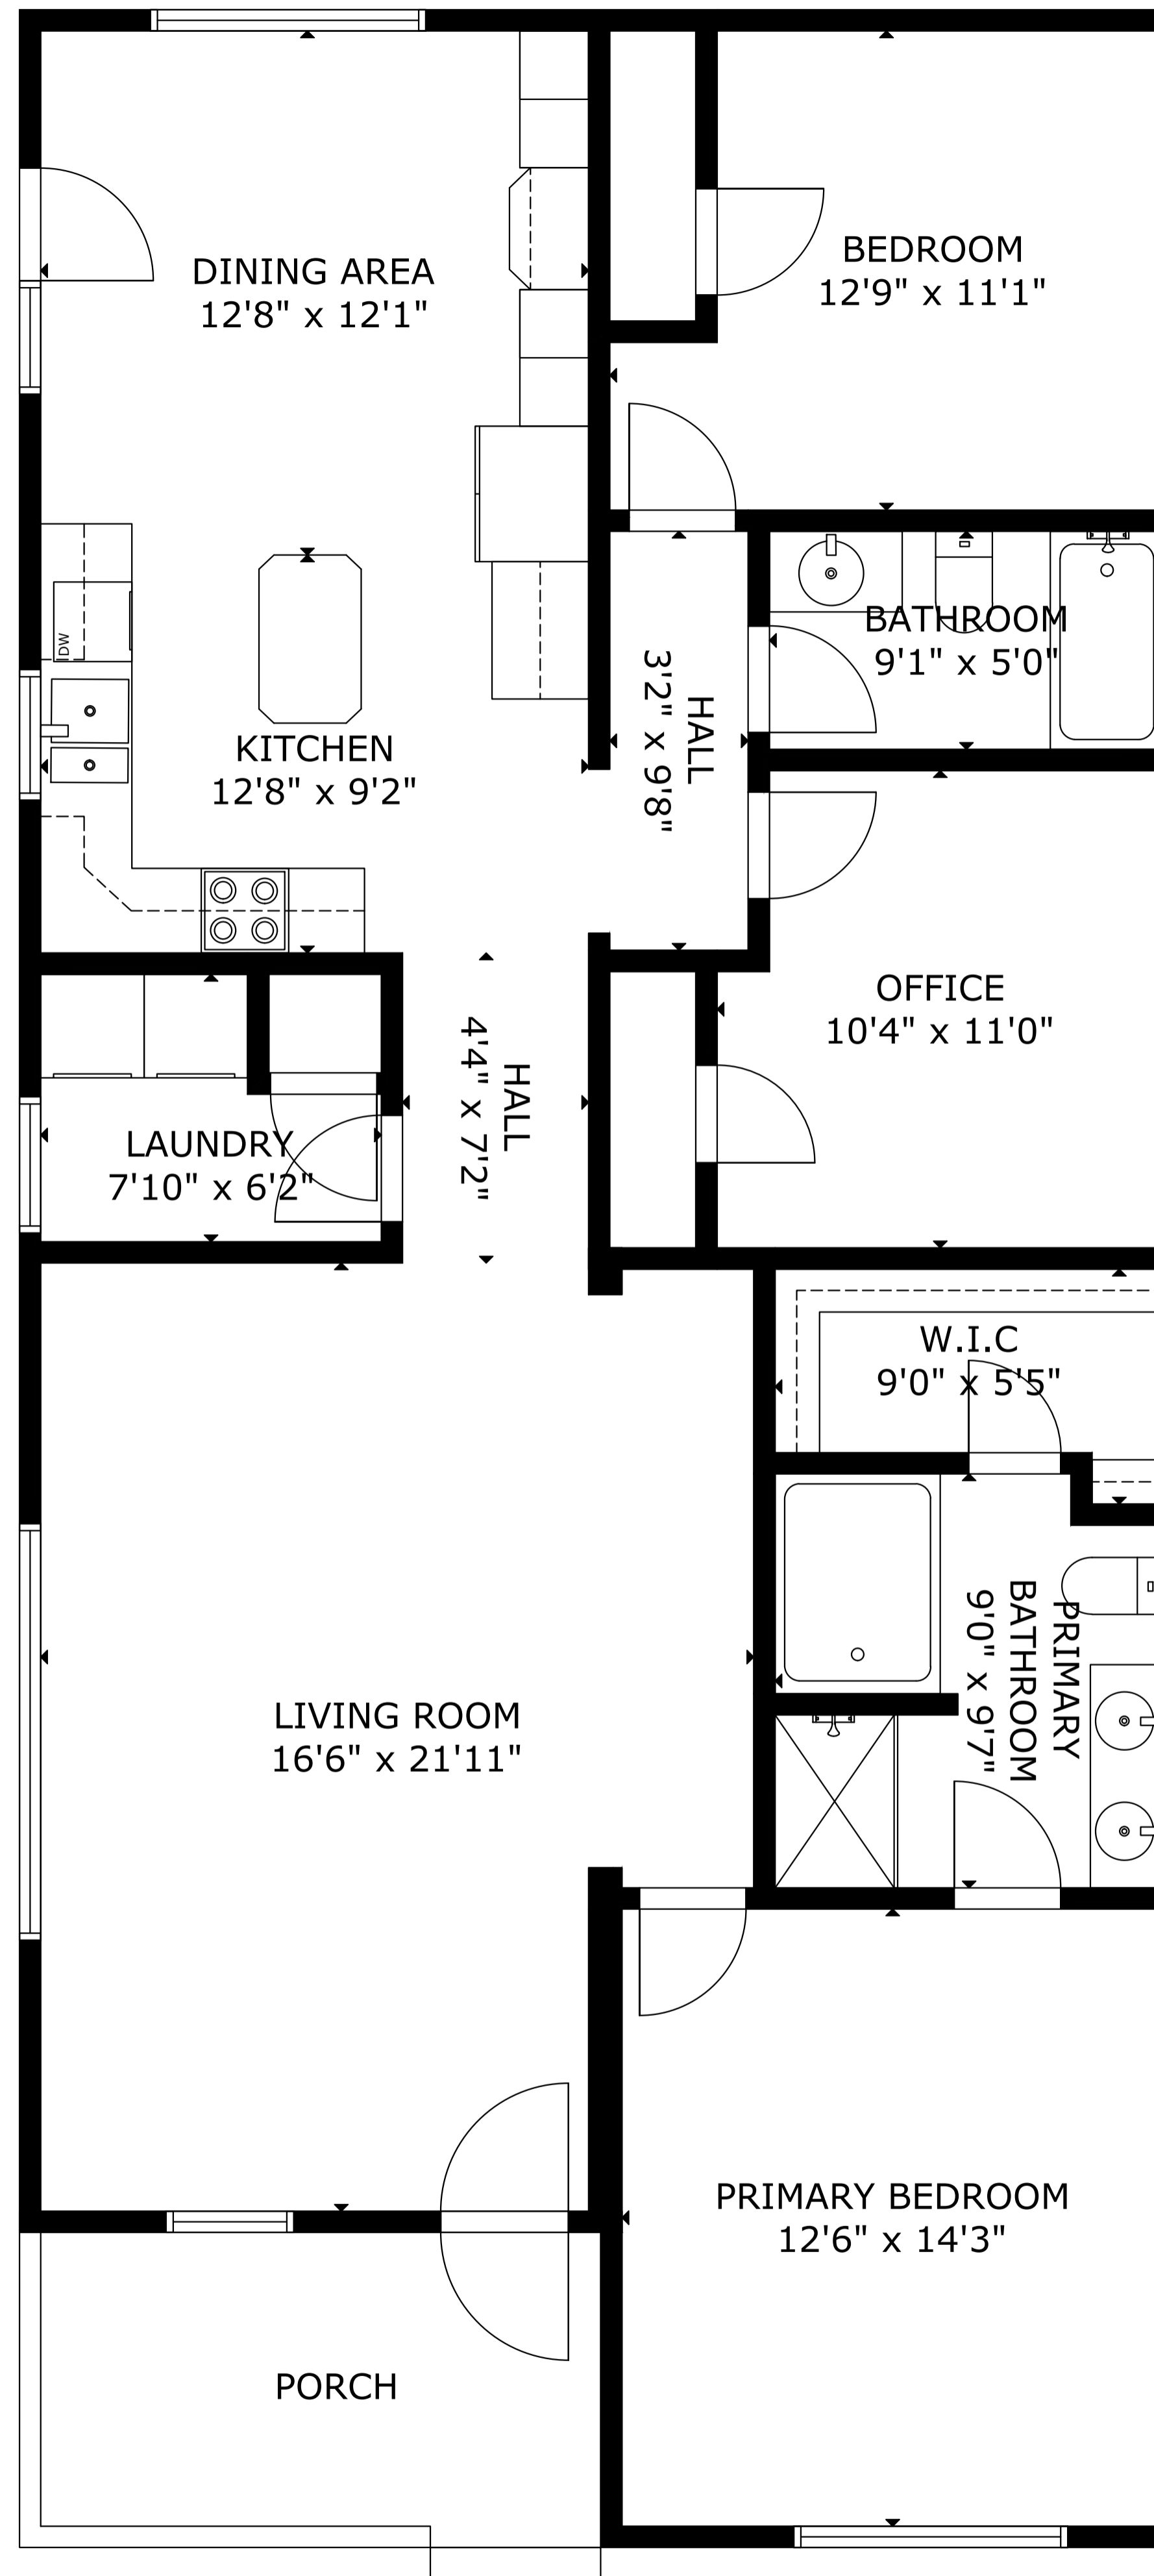 DINING AREA
12'8" x 12'1"
BEDROOM
12'9" x 11'1"
DW
BATHROOM
9'1" x 5'0"
HALL
3'2" x 9'8"
KITCHEN
12'8" x 9'2"
OFFICE
10'4" x 11'0"
HALL
4'4" x 7'2"
LAUNDRY
7'10" x 6'2"
W.I.C
9'0" x 5'5"
PRIMARY
BATHROOM
9'0" x 9'7"
LIVING ROOM
16'6" x 21'11"
PRIMARY BEDROOM
12'6" x 14'3"
PORCH